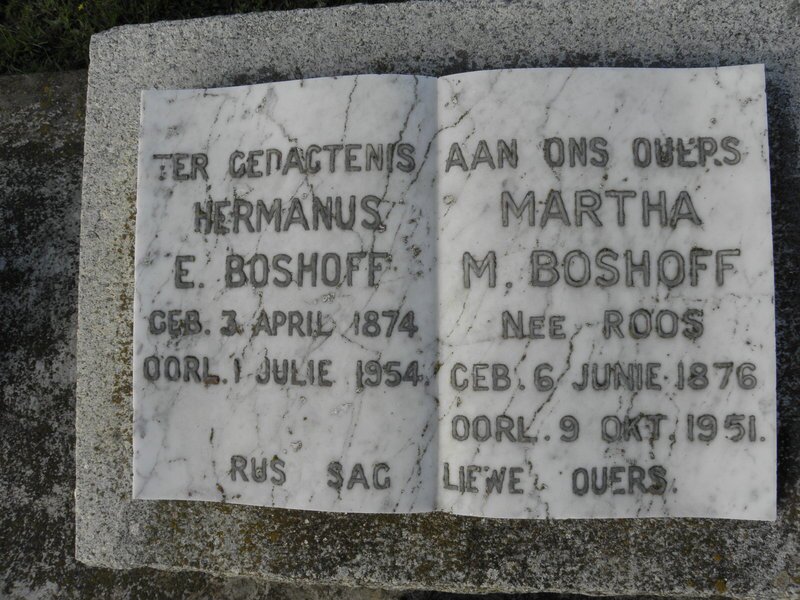 TER GEDAGTENIS AAN ONS OUERS
HERMANUS
E. BOSHOFF
GEB. 3 APRIL 1874
OORL. 1 JULIE 1954.
MARTHA
M. BOSHOFF
NEE ROOS
GEB. 6 JUNIE 1876
OORL. 9 OKT. 1951.
RUS SAG LIEWE OUERS.